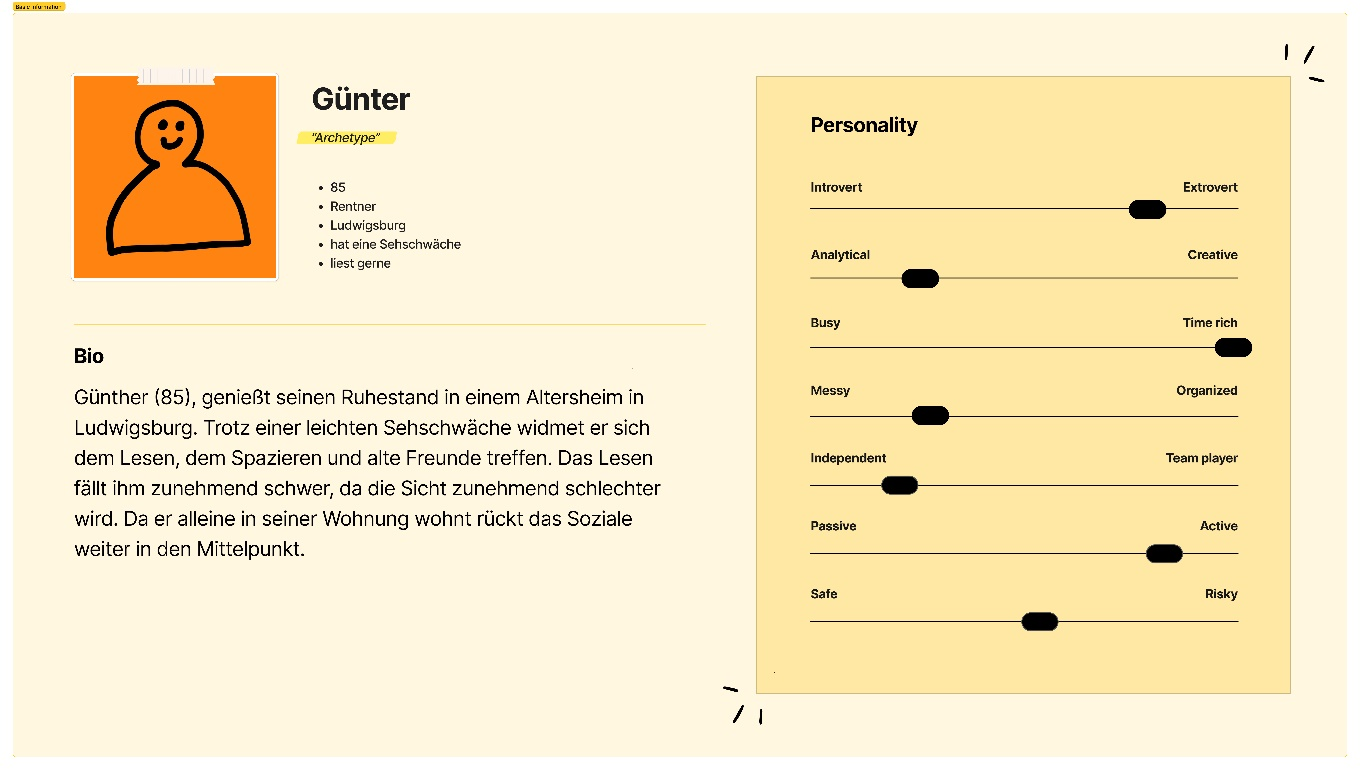 Basic information
Günter
"Archetype"
• 85
• Rentner
• Ludwigsburg
• hat eine Sehschwäche
• liest gerne
Bio
Günther (85), genießt seinen Ruhestand in einem Altersheim in
Ludwigsburg. Trotz einer leichten Sehschwäche widmet er sich
dem Lesen, dem Spazieren und alte Freunde treffen. Das Lesen
fällt ihm zunehmend schwer, da die Sicht zunehmend schlechter
wird. Da er alleine in seiner Wohnung wohnt rückt das Soziale
weiter in den Mittelpunkt.
Personality
Introvert Extrovert
Analytical Creative
Busy Time rich
Messy Organized
Independent Team player
Passive Active
Safe Risky